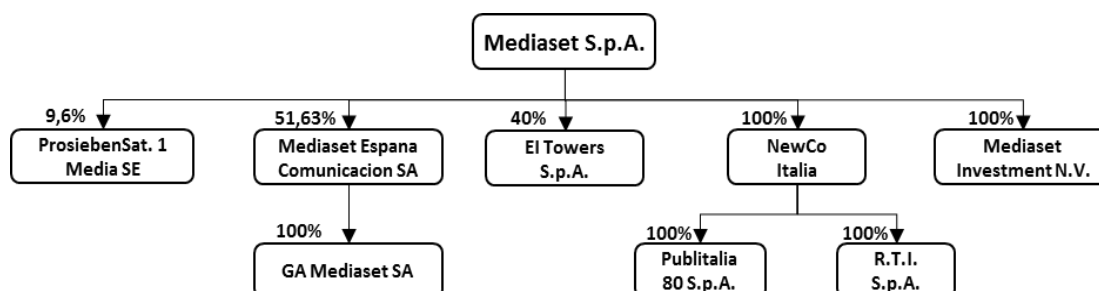 Mediaset S.p.A.
9,6%
51,63%
40%
100%
100%
ProsiebenSat. 1
Media SE
Mediaset Espana
Comunicacion SA
EI Towers
S.p.A.
NewCo
Italia
Mediaset
Investment N.V.
100%
100%
100%
GA Mediaset SA
Publitalia
80 S.p.A.
R.T.I.
S.p.A.